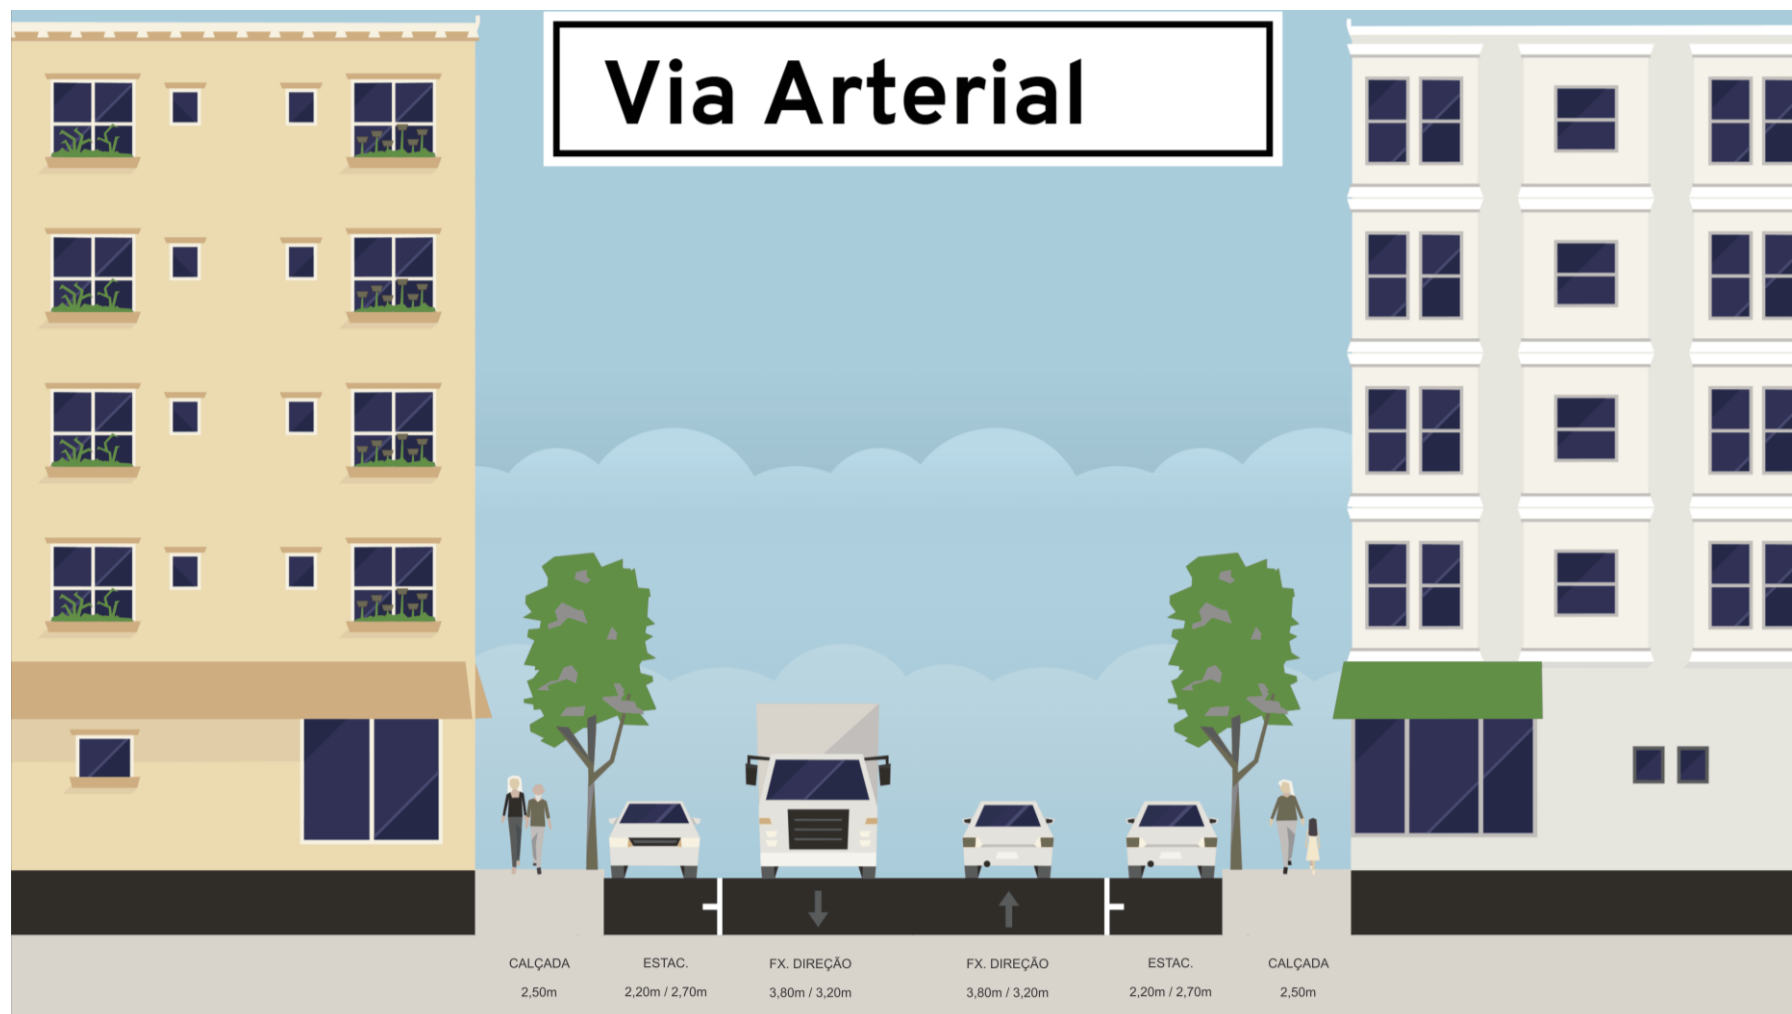 Via Arterial
CALÇADA ESTAC. FX. DIREÇÃO FX. DIREÇÃO ESTAC. CALÇADA
2,50m 2,20m / 2,70m 3,80m / 3,20m 3,80m / 3,20m 2,20m / 2,70m 2,50m